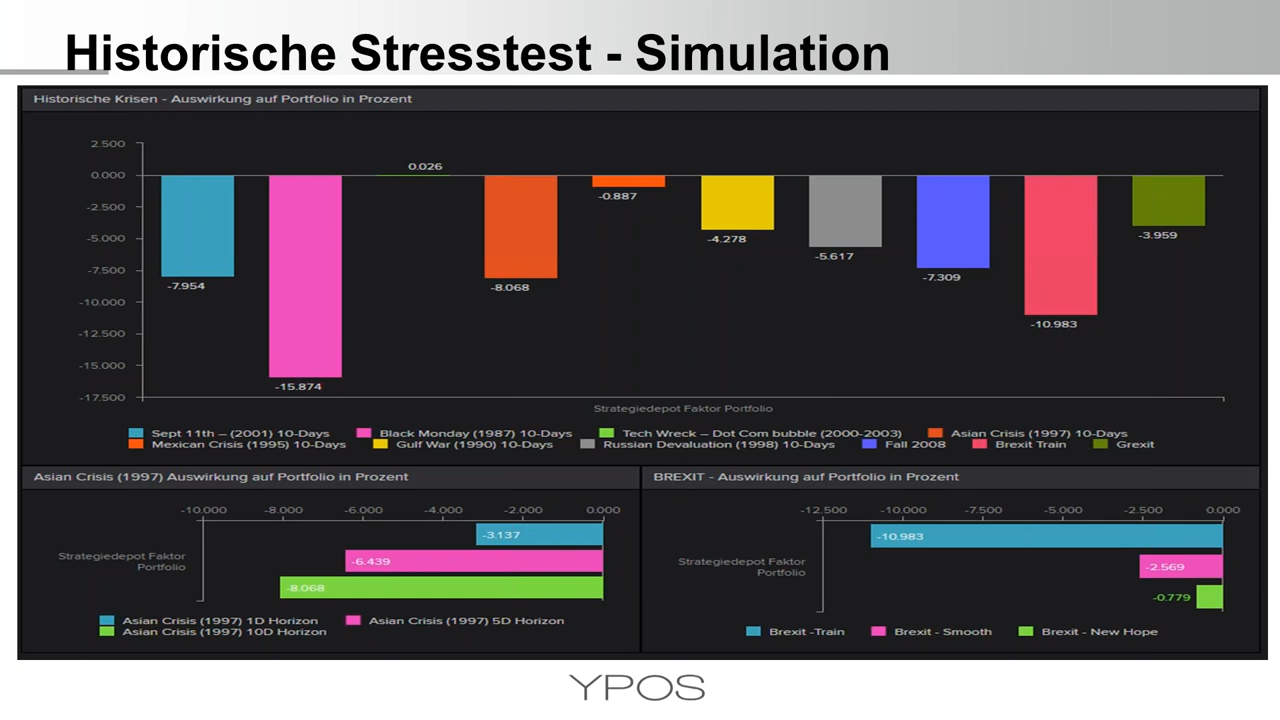 Historische Stresstest - Simulation
Historische Krisen - Auswirkung auf Portfolio in Prozent
2.500
0.000
-2.500
-5.000
-7.500
-10.000
-12.500
-15.000
-17.500
-7.954
-15.874
0.026
-8.068
-0.887
-4.278
-5.617
-7.309
-10.983
-3.959
Strategiedepot Faktor Portfolio
Sept 11th – (2001) 10-Days
Black Monday (1987) 10-Days
Tech Wreck – Dot Com bubble (2000-2003)
Asian Crisis (1997) 10-Days
Mexican Crisis (1995) 10-Days
Gulf War (1990) 10-Days
Russian Devaluation (1998) 10-Days
Fall 2008
Brexit Train
Grexit
Asian Crisis (1997) Auswirkung auf Portfolio in Prozent
-10.000 -8.000 -6.000 -4.000 -2.000 0.000
Strategiedepot Faktor
Portfolio
-3.137
-6.439
-8.068
Asian Crisis (1997) 1D Horizon
Asian Crisis (1997) 5D Horizon
Asian Crisis (1997) 10D Horizon
BREXIT - Auswirkung auf Portfolio in Prozent
-12.500 -10.000 -7.500 -5.000 -2.500 0.000
Strategiedepot Faktor
Portfolio
-10.983
-2.569
-0.779
Brexit -Train
Brexit - Smooth
Brexit - New Hope
YPOS